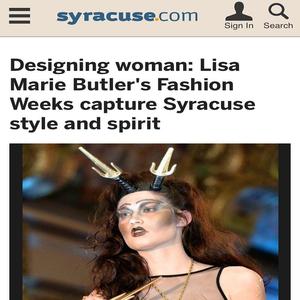 syracuse.com
Sign In
Search
Designing woman: Lisa
Marie Butler's Fashion
Weeks capture Syracuse
style and spirit